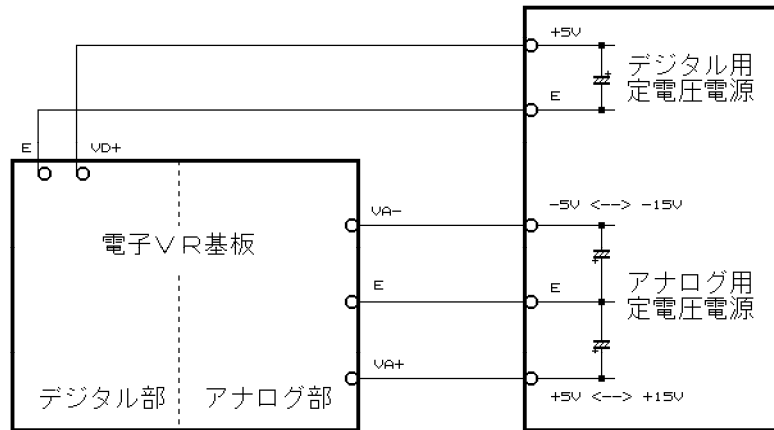 +5V
デジタル用
定電圧電源
E
E
VD+
VA-
-5V <--> -15V
電子VR基板
E
E
アナログ用
定電圧電源
VA+
デジタル部
アナログ部
+5V <--> +15V